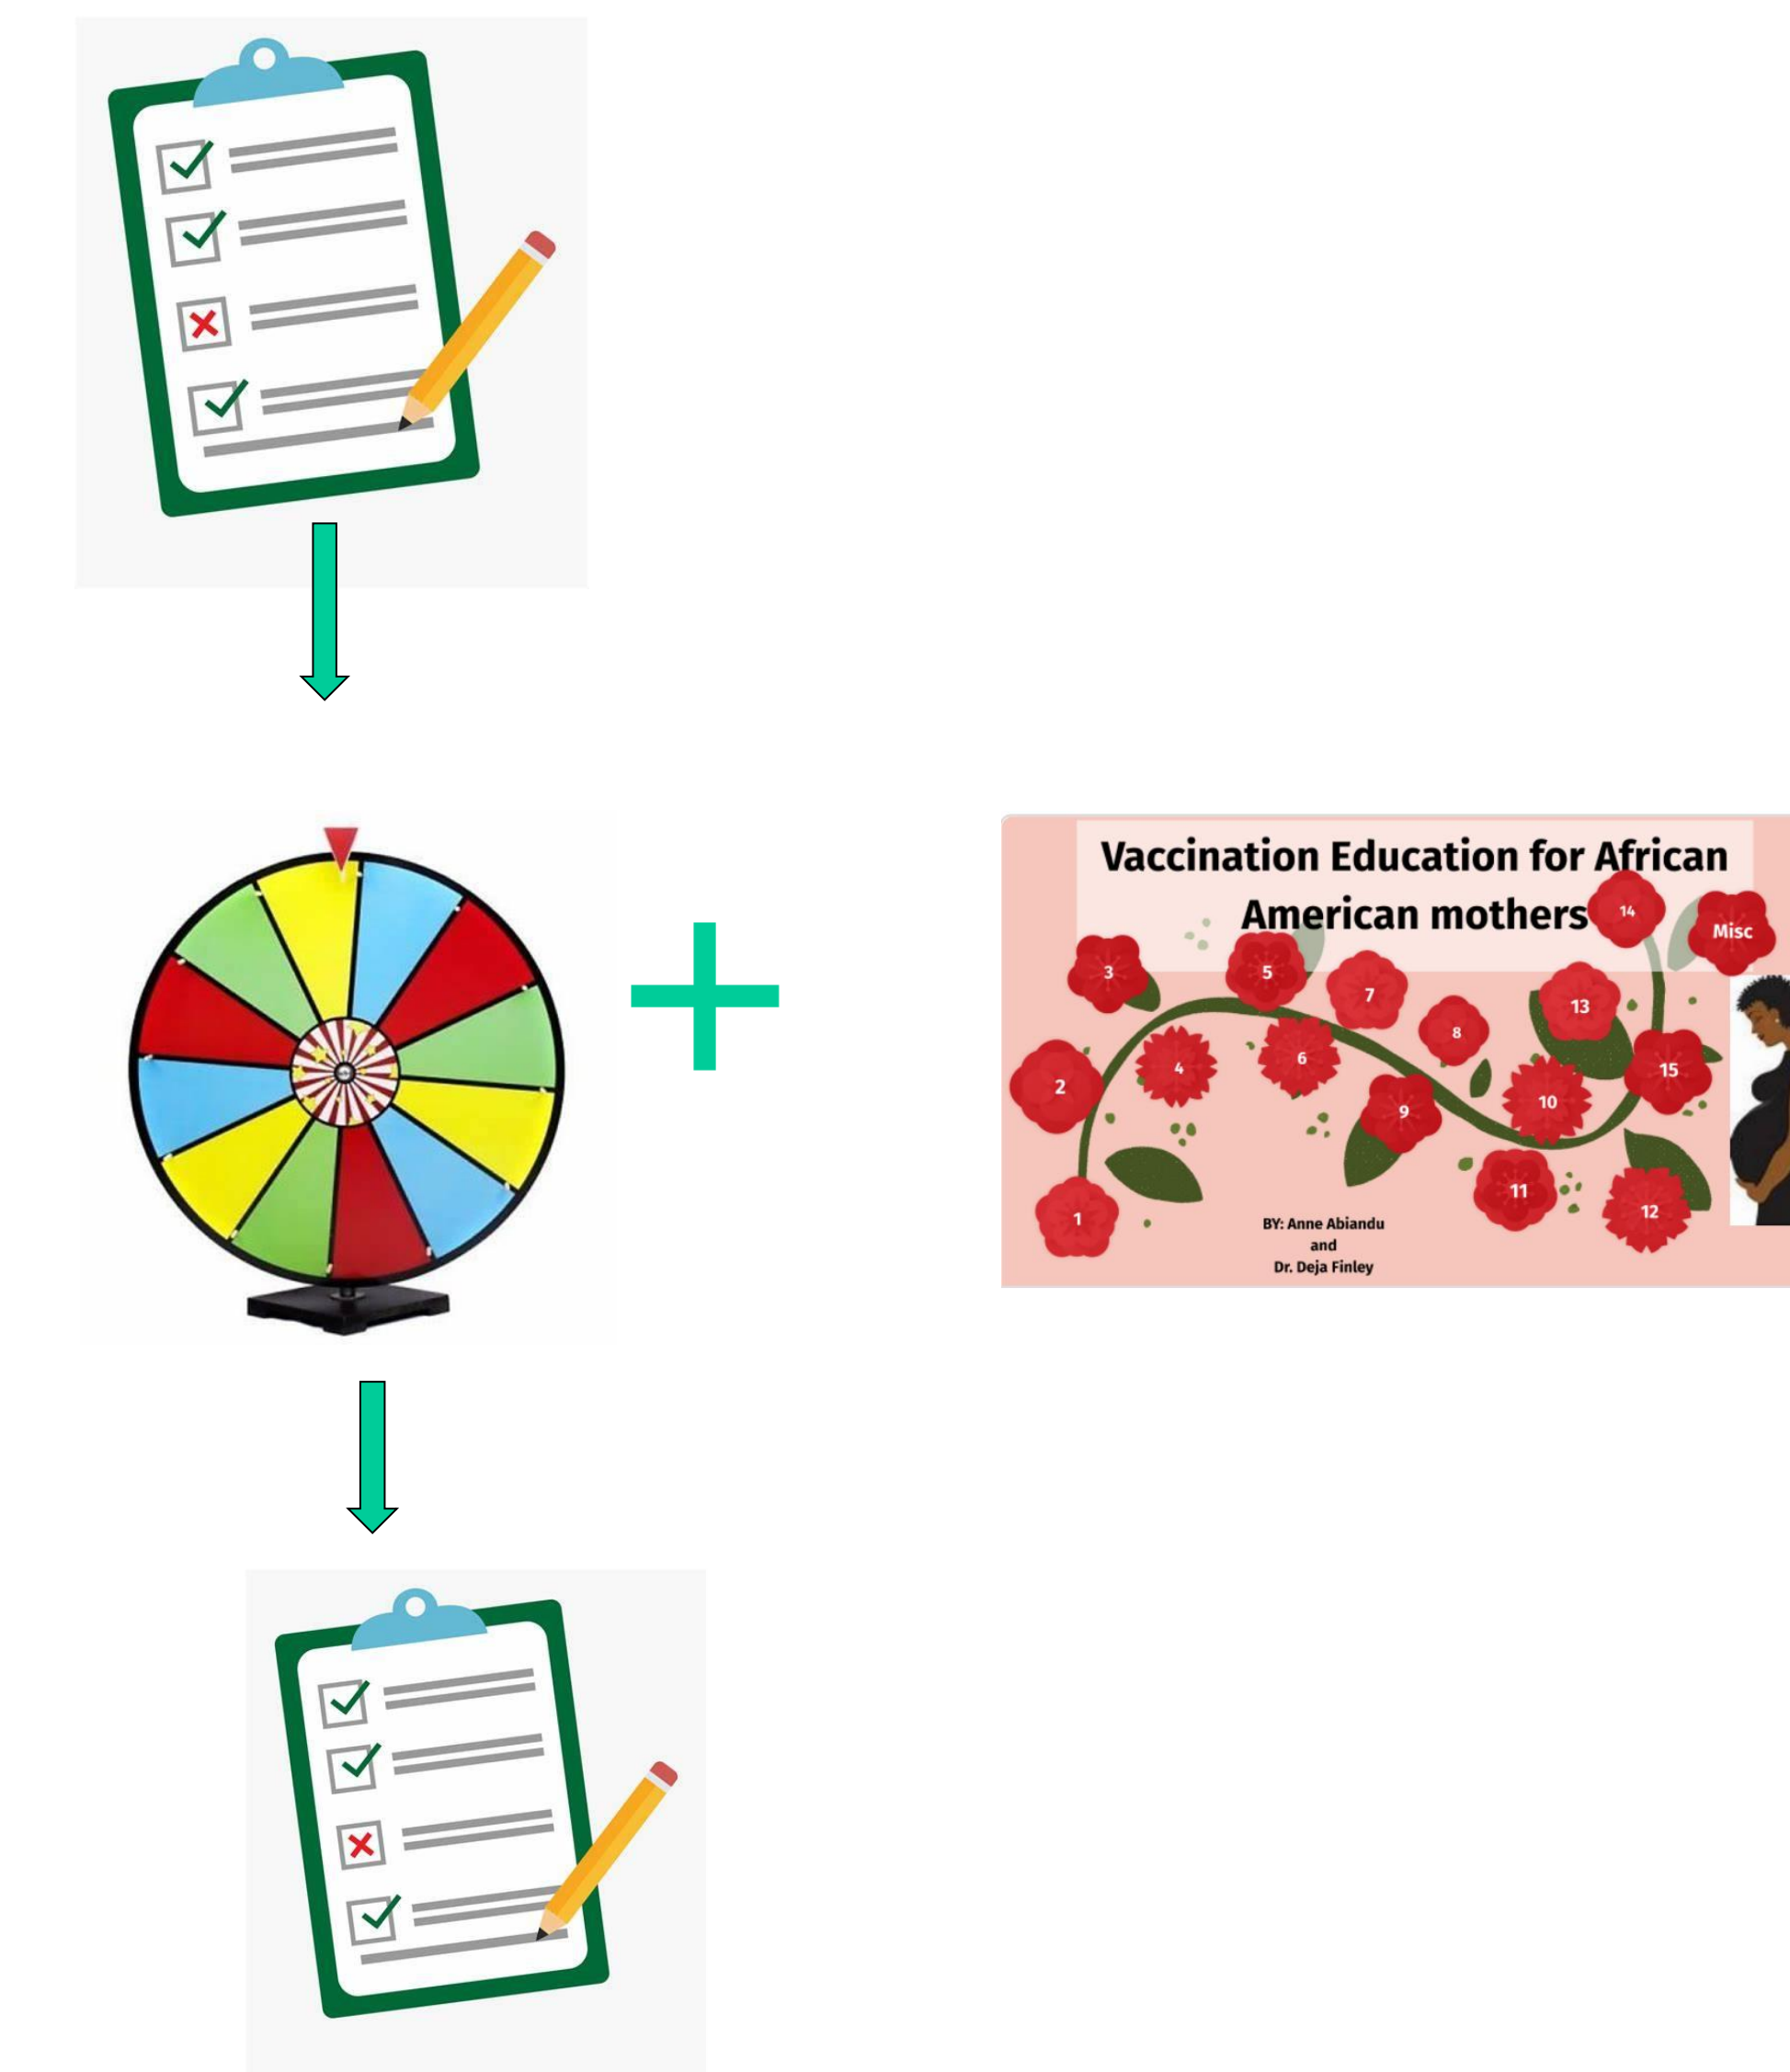 Vaccination Education for African
American mothers
14
Misc
3
5
7
13
8
6
4
15
2
10
9
11
12
1
BY: Anne Abiandu
and
Dr. Deja Finley